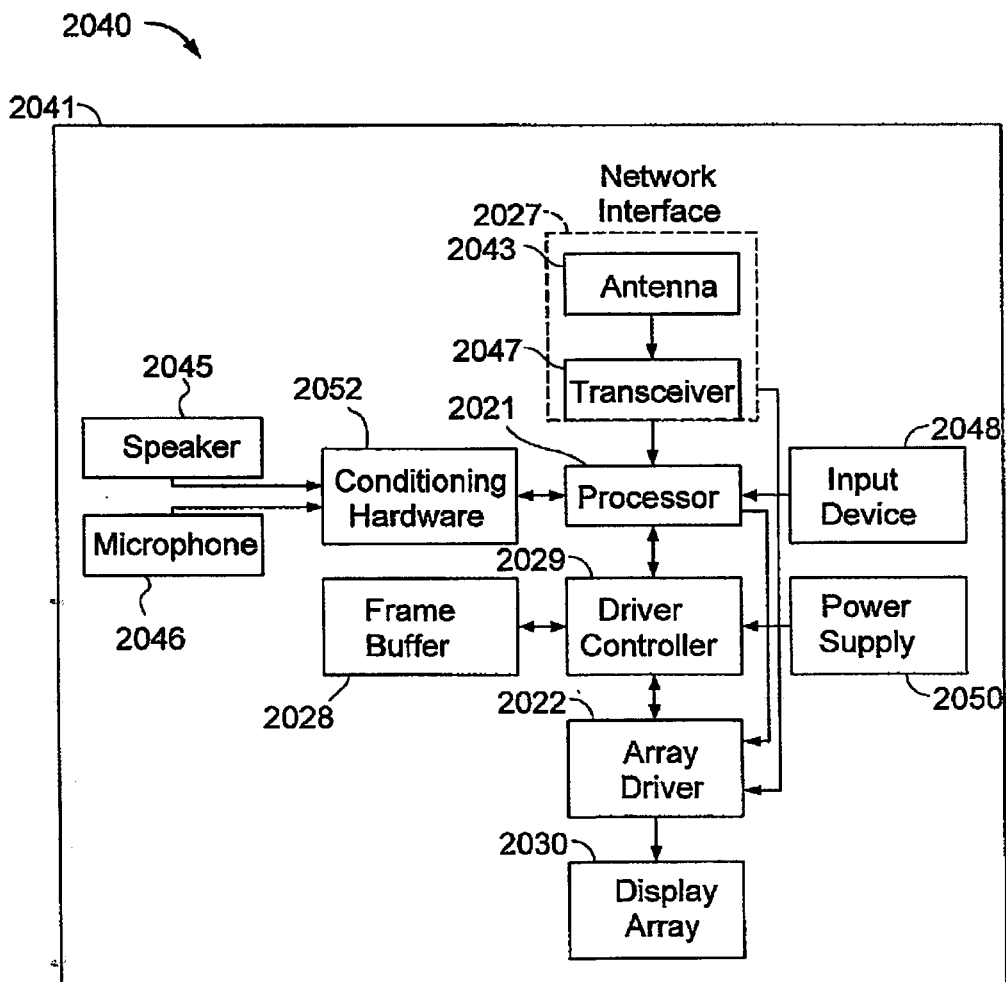 2040
2041
Network
Interface
2027
2043
Antenna
2047
Transceiver
2045
Speaker
2052
Conditioning
Hardware
2021
Processor
2048
Input
Device
Microphone
2046
2029
Driver
Controller
Frame
Buffer
2028
Power
Supply
2050
2022
Array
Driver
2030
Display
Array